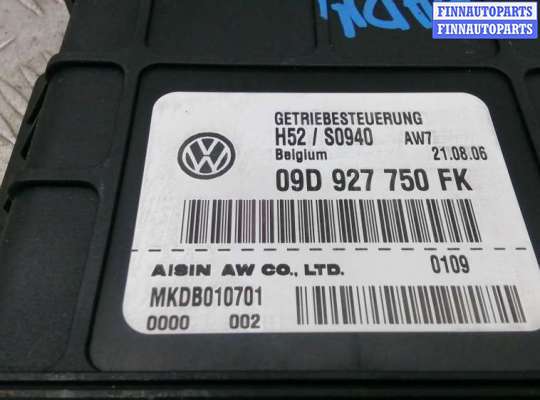 FINNAUTOPARTS
FINNAUTOPARTS
GETRIEBESTEUERUNG
H52 / S0940 AW7
Belgium 21.08.06
09D 927 750 FK
AISIN AW CO., LTD. 0109
MKDB010701
0000 002